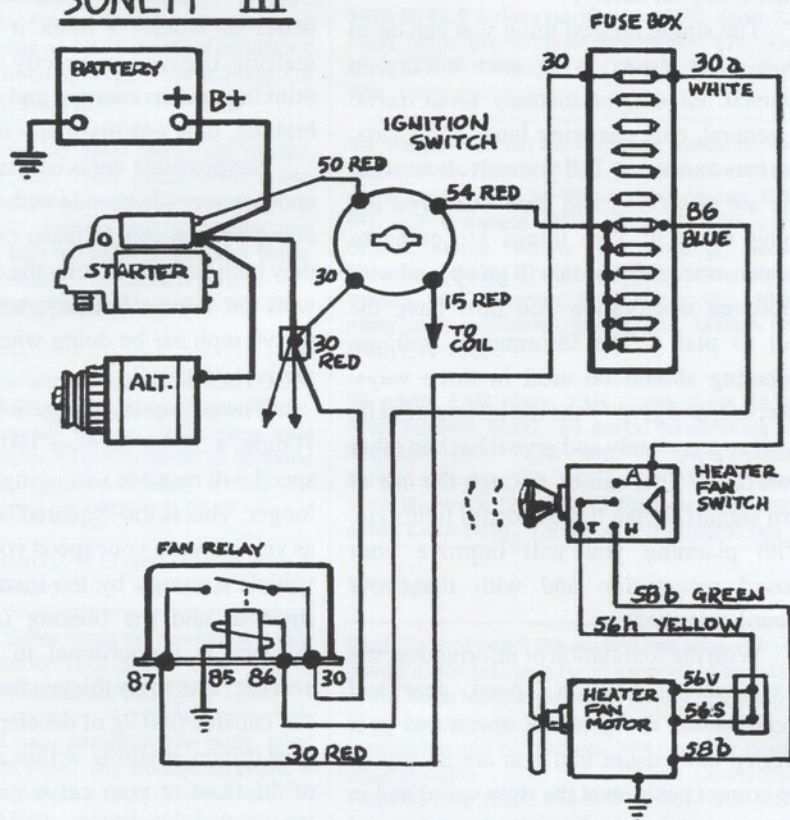 SONETT III
BATTERY
+ B+
FUSE BOX
30
30a
WHITE
IGNITION
SWITCH
50 RED
54 RED
B6
BLUE
STARTER
30
15 RED
TO
COIL
30
RED
ALT.
A
T H
HEATER
FAN
SWITCH
FAN RELAY
58b GREEN
56h YELLOW
87 85 86 30
56V
56S
58b
HEATER
FAN
MOTOR
30 RED